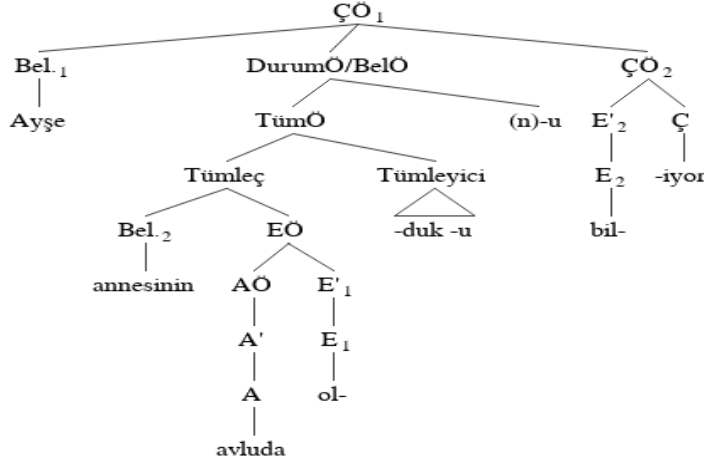 ÇÖ₁
Bel.₁ DurumÖ/BelÖ ÇÖ₂
Ayşe TümÖ (n)-u E'₂ Ç
Tümleç Tümleyici E₂ -iyor
Bel.₂ EÖ -duk -u bil-
annesinin AÖ E'₁
A' E₁
A ol-
avluda